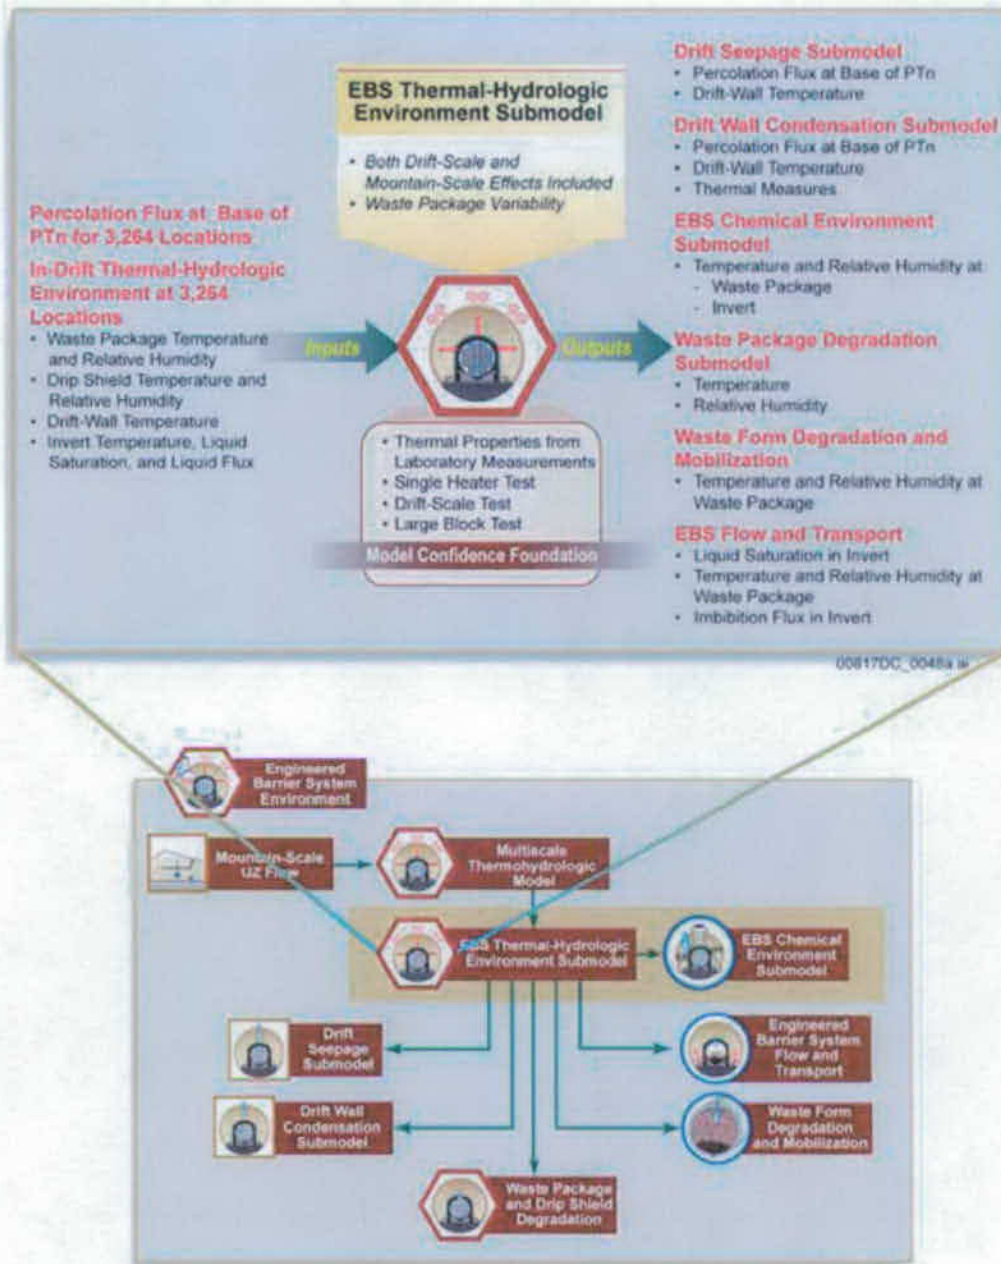 EBS Thermal-Hydrologic
Environment Submodel
• Both Drift-Scale and
Mountain-Scale Effects Included
• Waste Package Variability
Percolation Flux at Base of
PTn for 3,264 Locations
In-Drift Thermal-Hydrologic
Environment at 3,264
Locations
• Waste Package Temperature
and Relative Humidity
• Drip Shield Temperature and
Relative Humidity
• Drift-Wall Temperature
• Invert Temperature, Liquid
Saturation, and Liquid Flux
Inputs
Outputs
• Thermal Properties from
Laboratory Measurements
• Single Heater Test
• Drift-Scale Test
• Large Block Test
Model Confidence Foundation
Drift Seepage Submodel
• Percolation Flux at Base of PTn
• Drift-Wall Temperature
Drift Wall Condensation Submodel
• Percolation Flux at Base of PTn
• Drift-Wall Temperature
• Thermal Measures
EBS Chemical Environment
Submodel
• Temperature and Relative Humidity at
- Waste Package
- Invert
Waste Package Degradation
Submodel
• Temperature
• Relative Humidity
Waste Form Degradation and
Mobilization
• Temperature and Relative Humidity at
Waste Package
EBS Flow and Transport
• Liquid Saturation in Invert
• Temperature and Relative Humidity at
Waste Package
• Imbibition Flux in Invert
00817DC_0048a.ai
Engineered
Barrier System
Environment
Mountain-Scale
UZ Flow
Multiscale
Thermohydrologic
Model
EBS Thermal-Hydrologic
Environment Submodel
EBS Chemical
Environment
Submodel
Drift
Seepage
Submodel
Engineered
Barrier System
Flow and
Transport
Drift Wall
Condensation
Submodel
Waste Form
Degradation
and Mobilization
Waste Package
and Drip Shield
Degradation